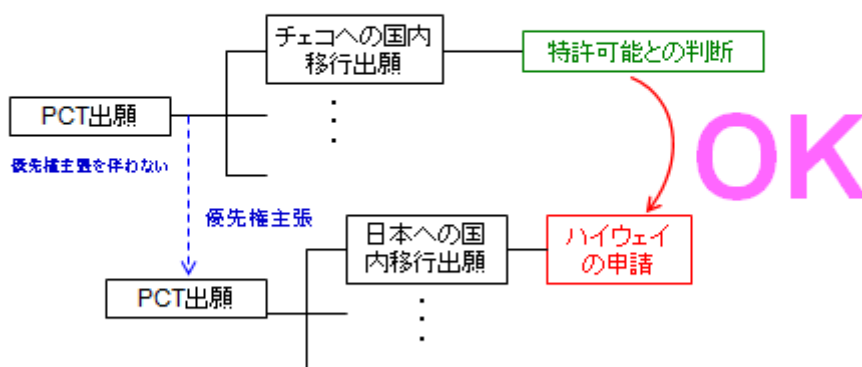 チェコへの国内
移行出願
特許可能との判断
PCT出願
優先権主張を伴わない
OK
優先権主張
日本への国
内移行出願
ハイウェイ
の申請
PCT出願